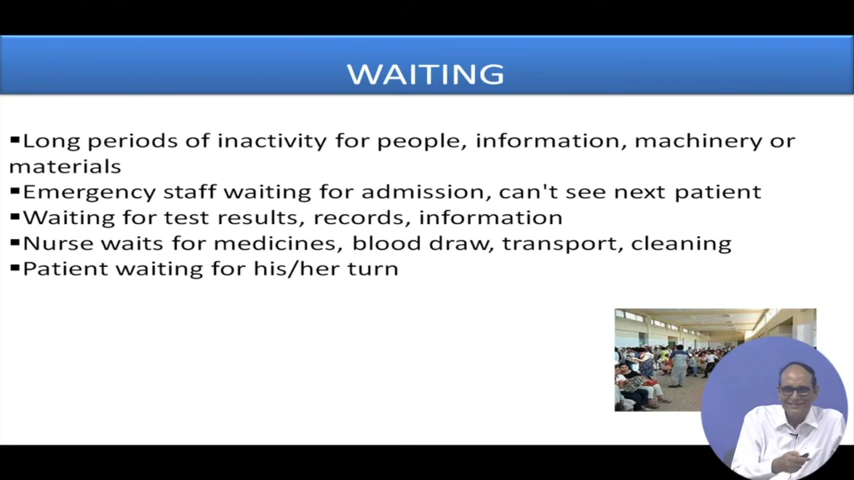 WAITING
▪Long periods of inactivity for people, information, machinery or
materials
▪Emergency staff waiting for admission, can't see next patient
▪Waiting for test results, records, information
▪Nurse waits for medicines, blood draw, transport, cleaning
▪Patient waiting for his/her turn